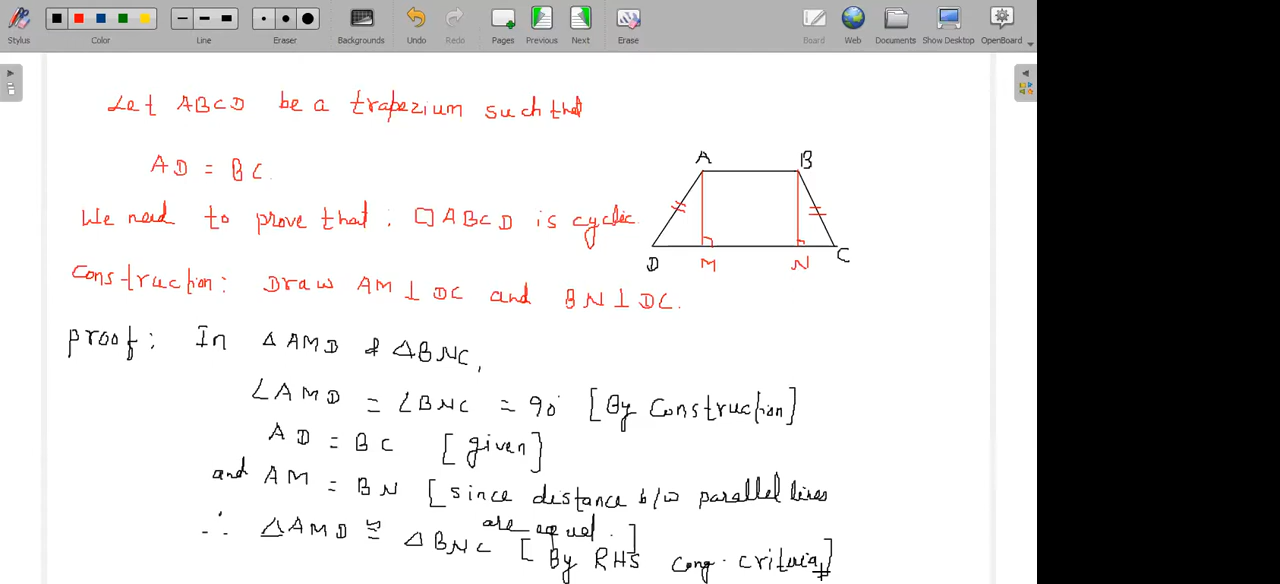 Stylus Color Line Eraser Backgrounds Undo Redo Pages Previous Next Erase Board Web Documents Show Desktop OpenBoard
Let ABCD be a trapezium such that
AD = BC.
We need to prove that : □ABCD is cyclic.
Construction: Draw AM ⊥ DC and BN ⊥ DC.
A B
D M N C
proof : In △AMD & △BNC,
∠AMD = ∠BNC = 90° [By Construction]
AD = BC [given]
and AM = BN [since distance b/w parallel lines
are equal.]
∴ △AMD ≅ △BNC [By RHS cong. criteria]